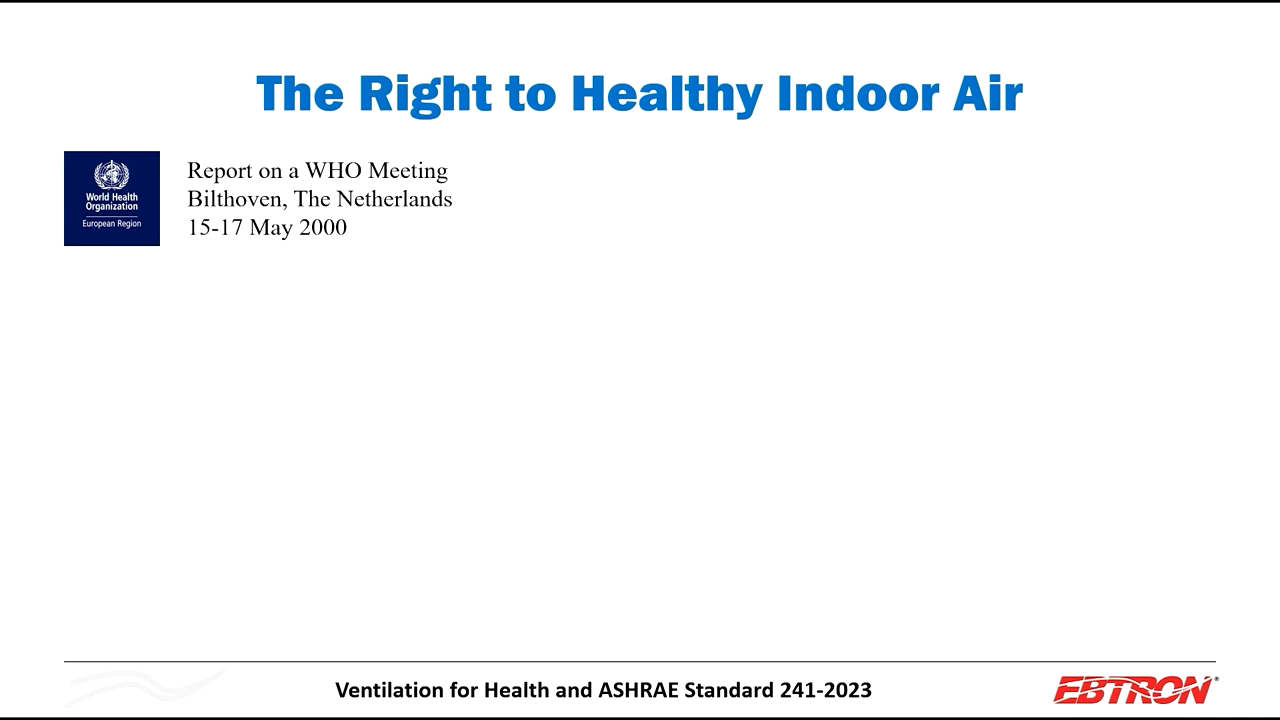 The Right to Healthy Indoor Air
World Health
Organization
European Region
Report on a WHO Meeting
Bilthoven, The Netherlands
15-17 May 2000
Ventilation for Health and ASHRAE Standard 241-2023
EBTRON®